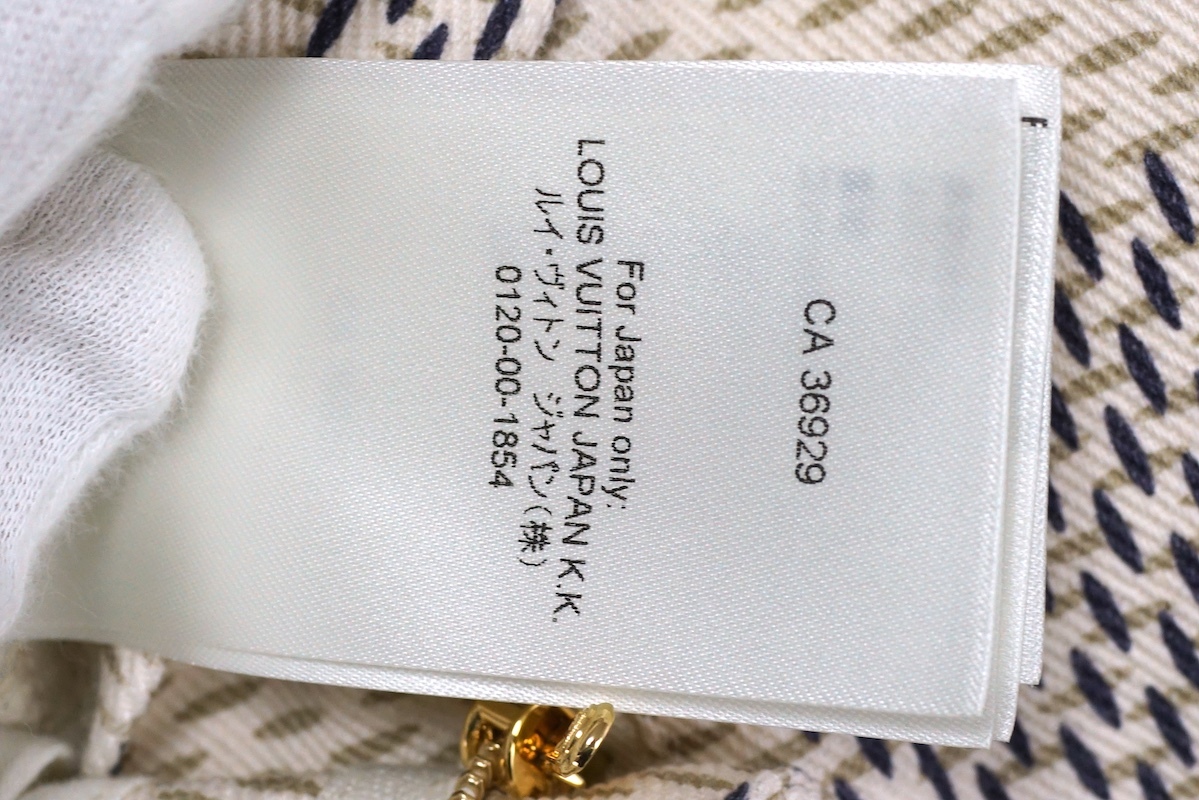 CA 36929
For Japan only:
LOUIS VUITTON JAPAN K.K.
ルイ・ヴィトン ジャパン(株)
0120-00-1854